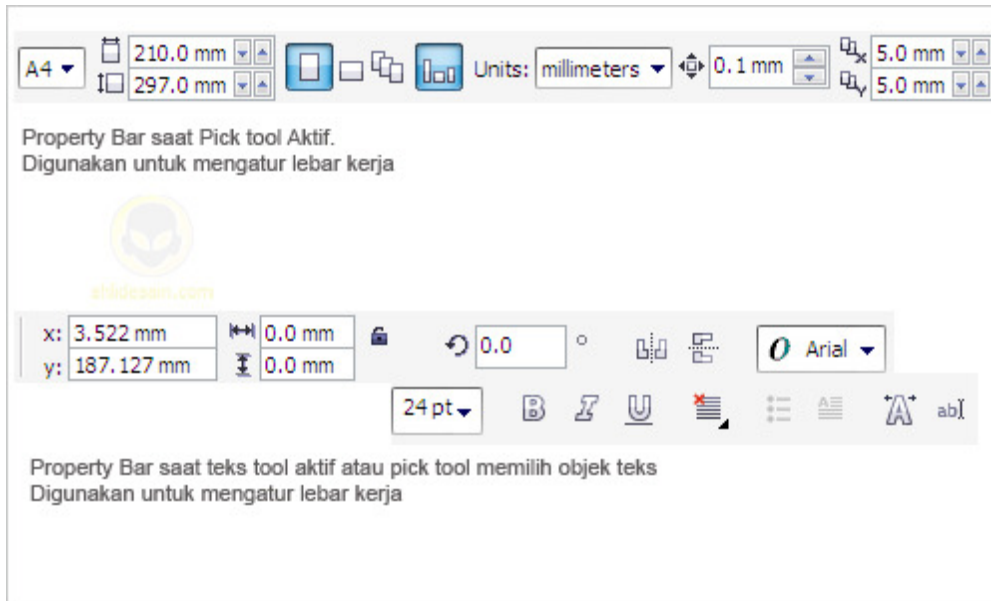 A4 210.0 mm Units: millimeters 0.1 mm 5.0 mm
297.0 mm 5.0 mm
Property Bar saat Pick tool Aktif.
Digunakan untuk mengatur lebar kerja
ahlidesain.com
x: 3.522 mm 0.0 mm 0.0 ° O Arial
y: 187.127 mm 0.0 mm
24 pt B I U A A ab
Property Bar saat teks tool aktif atau pick tool memilih objek teks
Digunakan untuk mengatur lebar kerja